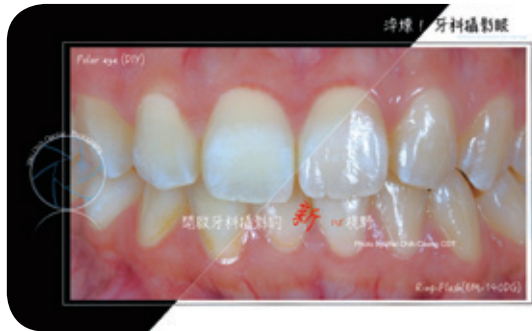 淬煉！牙科攝影眼
Polar eye (DIY)
開啟牙科攝影的 新 視野
Ring-Flash(EM-140DG)